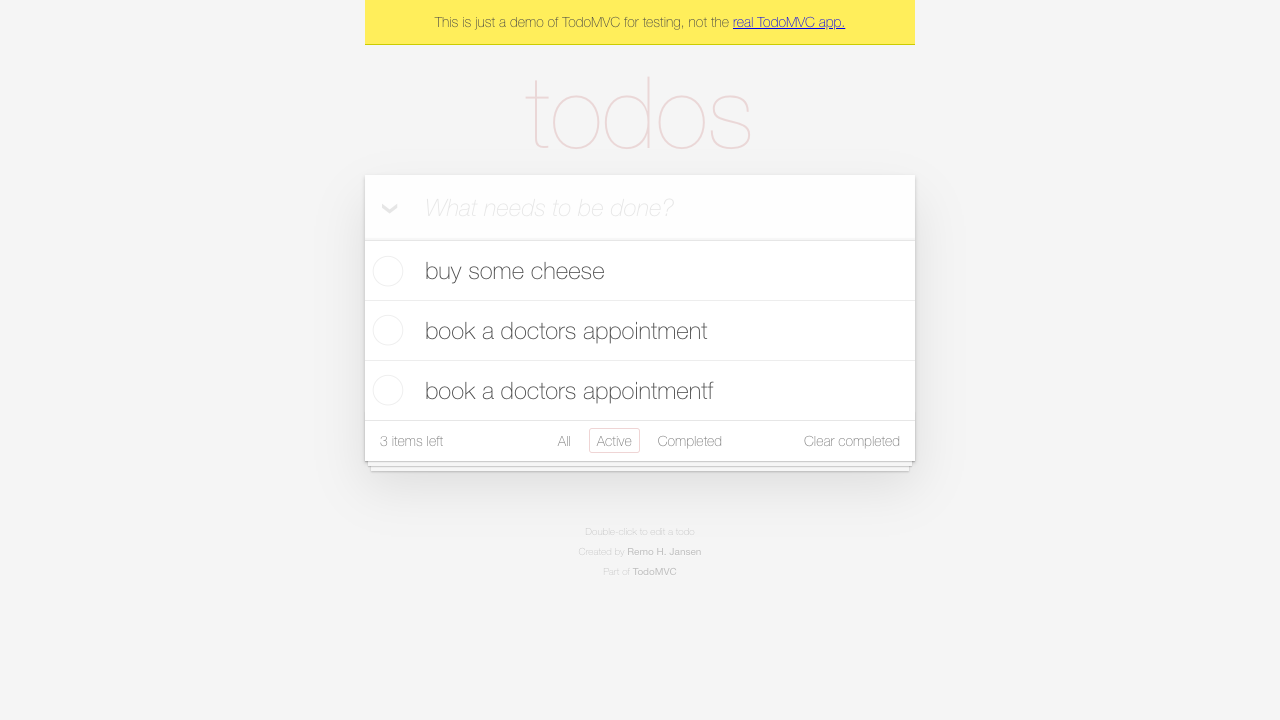 This is just a demo of TodoMVC for testing, not the real TodoMVC app.
todos
What needs to be done?
buy some cheese
book a doctors appointment
book a doctors appointmentf
3 items left All Active Completed Clear completed
Double-click to edit a todo
Created by Remo H. Jansen
Part of TodoMVC